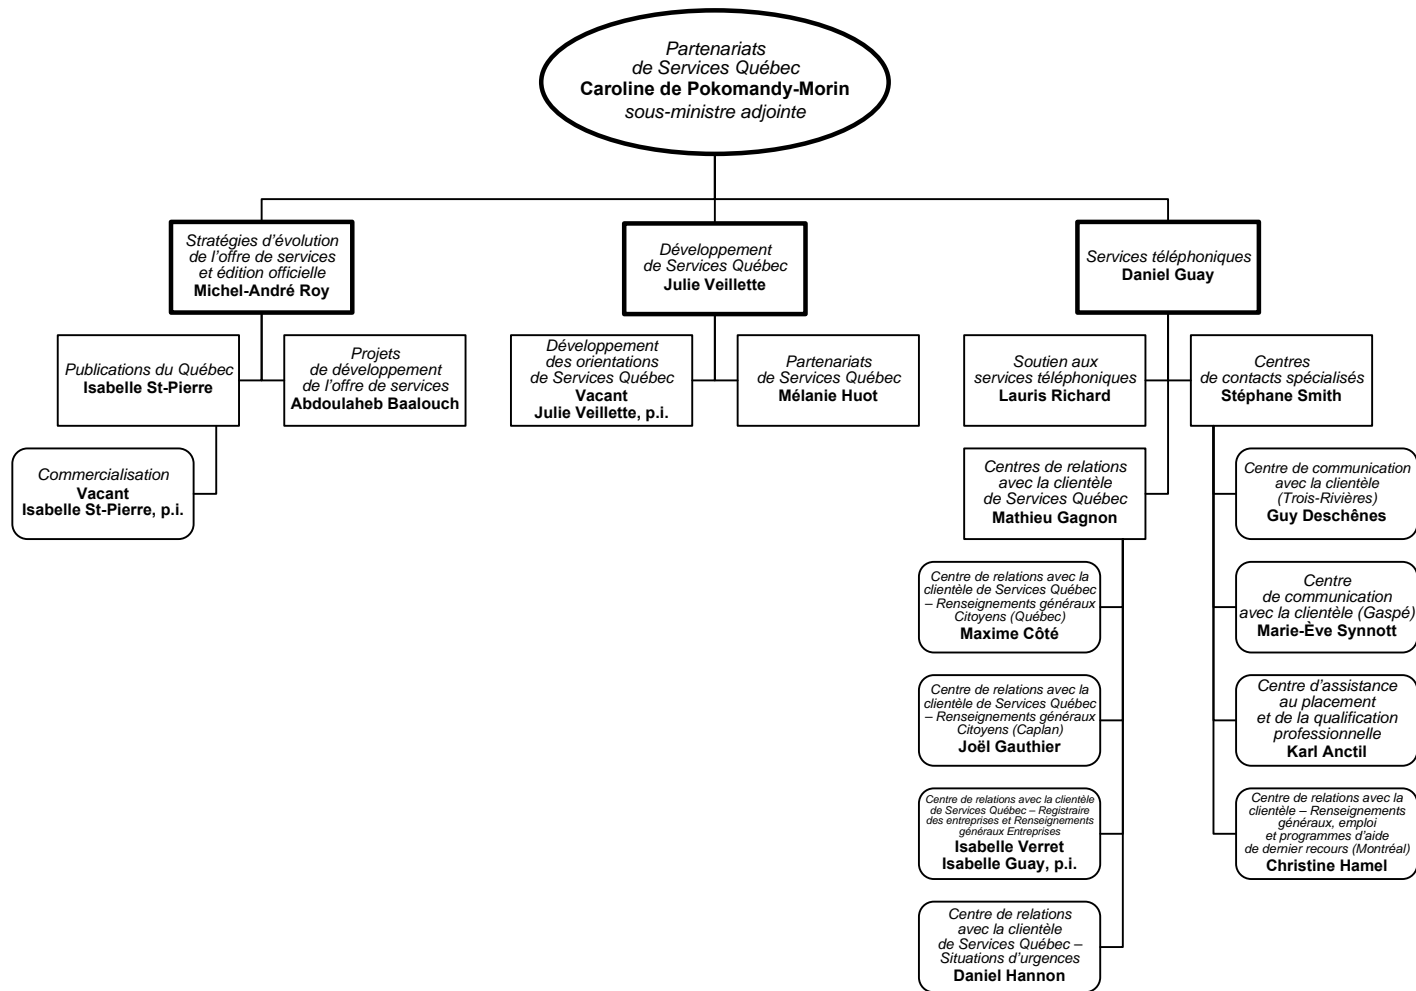 Partenariats
de Services Québec
Caroline de Pokomandy-Morin
sous-ministre adjointe
Stratégies d'évolution
de l'offre de services
et édition officielle
Michel-André Roy
Développement
de Services Québec
Julie Veillette
Services téléphoniques
Daniel Guay
Publications du Québec
Isabelle St-Pierre
Projets
de développement
de l'offre de services
Abdoulaheb Baalouch
Développement
des orientations
de Services Québec
Vacant
Julie Veillette, p.i.
Partenariats
de Services Québec
Mélanie Huot
Soutien aux
services téléphoniques
Lauris Richard
Centres
de contacts spécialisés
Stéphane Smith
Commercialisation
Vacant
Isabelle St-Pierre, p.i.
Centres de relations
avec la clientèle
de Services Québec
Mathieu Gagnon
Centre de communication
avec la clientèle
(Trois-Rivières)
Guy Deschênes
Centre de relations avec la
clientèle de Services Québec
– Renseignements généraux
Citoyens (Québec)
Maxime Côté
Centre
de communication
avec la clientèle (Gaspé)
Marie-Ève Synnott
Centre de relations avec la
clientèle de Services Québec
– Renseignements généraux
Citoyens (Caplan)
Joël Gauthier
Centre d'assistance
au placement
et de la qualification
professionnelle
Karl Anctil
Centre de relations avec la clientèle
de Services Québec – Registraire
des entreprises et Renseignements
généraux Entreprises
Isabelle Verret
Isabelle Guay, p.i.
Centre de relations avec la
clientèle – Renseignements
généraux, emploi
et programmes d'aide
de dernier recours (Montréal)
Christine Hamel
Centre de relations
avec la clientèle
de Services Québec –
Situations d'urgences
Daniel Hannon